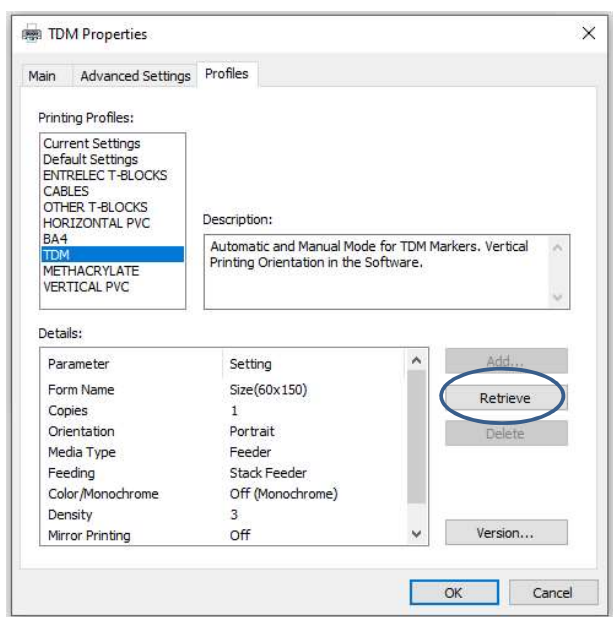 TDM Properties
Main Advanced Settings Profiles
Printing Profiles:
Current Settings
Default Settings
ENTRELEC T-BLOCKS
CABLES
OTHER T-BLOCKS
HORIZONTAL PVC
BA4
TDM
METHACRYLATE
VERTICAL PVC
Description:
Automatic and Manual Mode for TDM Markers. Vertical
Printing Orientation in the Software.
Details:
Parameter Setting
Form Name Size(60x150)
Copies 1
Orientation Portrait
Media Type Feeder
Feeding Stack Feeder
Color/Monochrome Off (Monochrome)
Density 3
Mirror Printing Off
Add...
Retrieve
Delete
Version...
OK Cancel